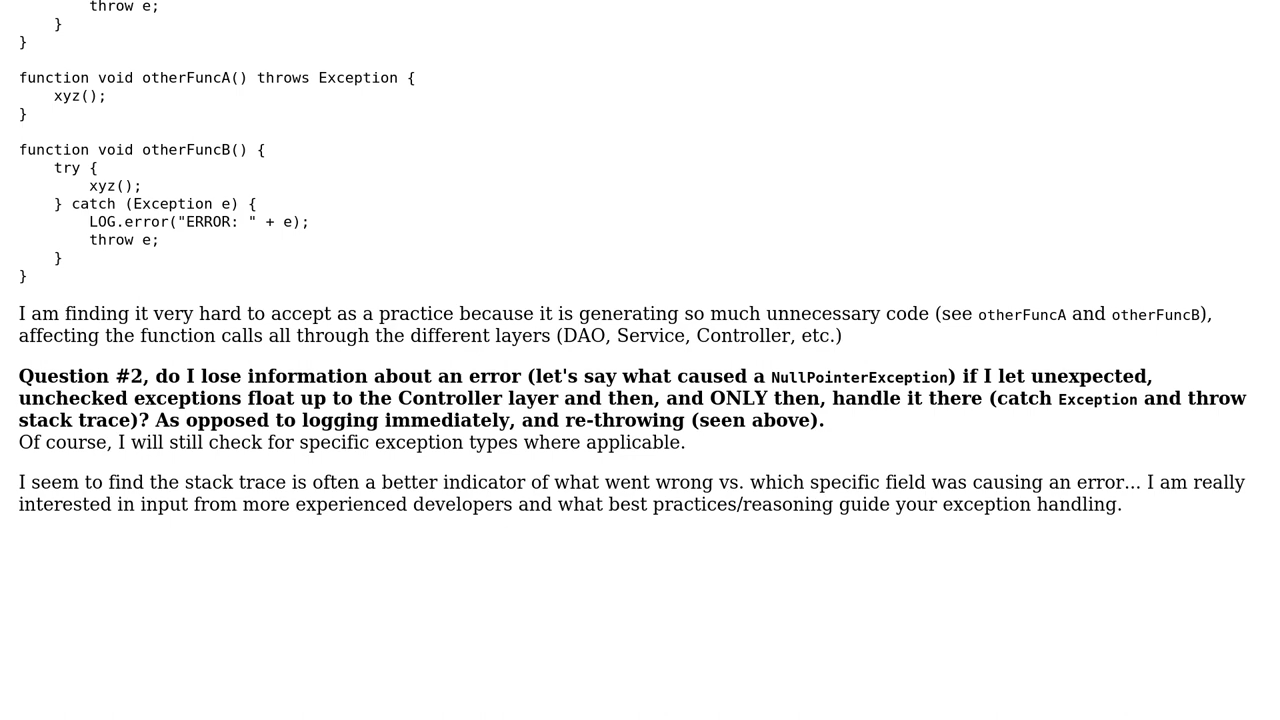 throw e;
    }
}
function void otherFuncA() throws Exception {
    xyz();
}
function void otherFuncB() {
    try {
        xyz();
    } catch (Exception e) {
        LOG.error("ERROR: " + e);
        throw e;
    }
}
I am finding it very hard to accept as a practice because it is generating so much unnecessary code (see otherFuncA and otherFuncB),
affecting the function calls all through the different layers (DAO, Service, Controller, etc.)
Question #2, do I lose information about an error (let's say what caused a NullPointerException) if I let unexpected,
unchecked exceptions float up to the Controller layer and then, and ONLY then, handle it there (catch Exception and throw
stack trace)? As opposed to logging immediately, and re-throwing (seen above).
Of course, I will still check for specific exception types where applicable.
I seem to find the stack trace is often a better indicator of what went wrong vs. which specific field was causing an error... I am really
interested in input from more experienced developers and what best practices/reasoning guide your exception handling.